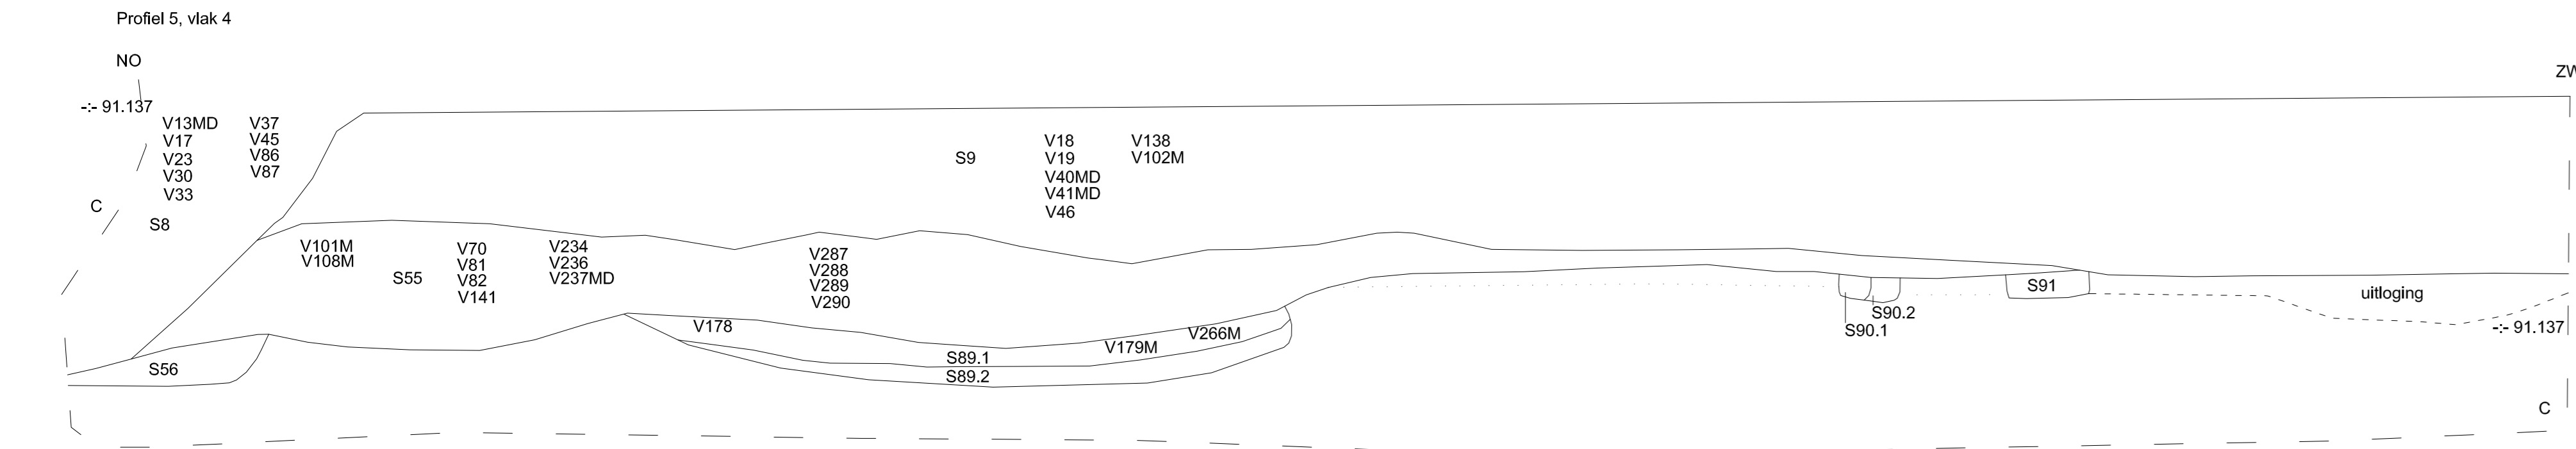 Profiel 5, vlak 4
NO
ZW
-:- 91.137
V13MD
V17
V23
V30
V33
V37
V45
V86
V87
C
S8
S9
V18
V19
V40MD
V41MD
V46
V138
V102M
V101M
V108M
S55
V70
V81
V82
V141
V234
V236
V237MD
V287
V288
V289
V290
V178
V266M
V179M
S89.1
S89.2
S56
S90.2
S90.1
S91
uitloging
-:- 91.137
C